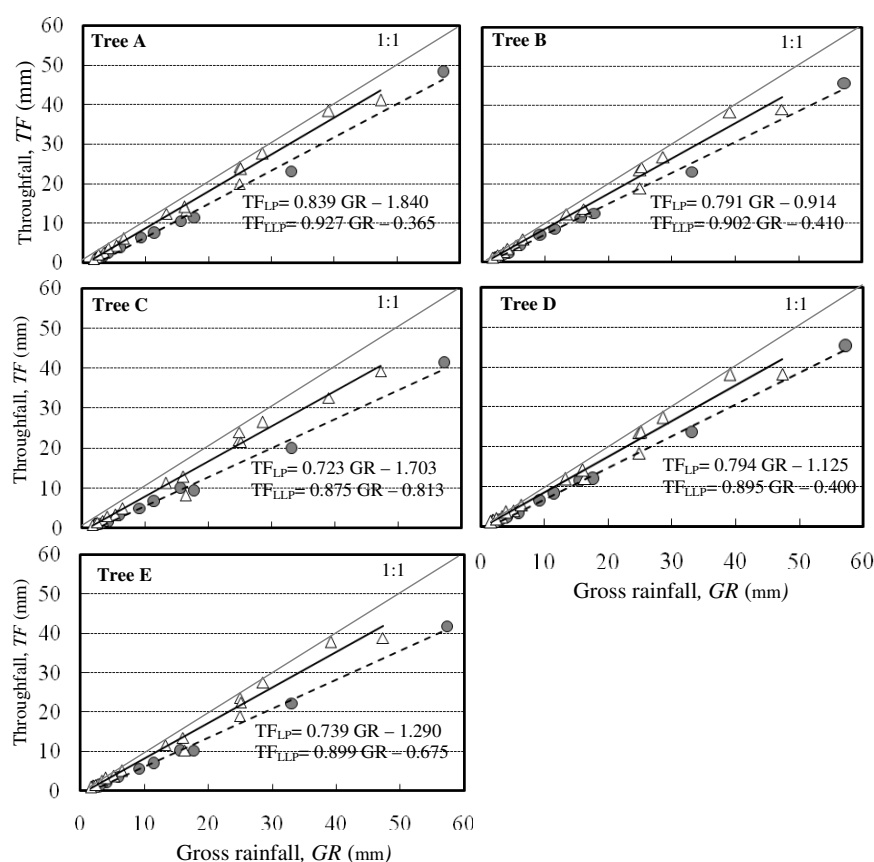 60
50
40
30
20
10
0
Throughfall, TF (mm)
Tree A
1:1
TFLP= 0.839 GR – 1.840
TFLLP= 0.927 GR – 0.365
Tree B
1:1
TFLP= 0.791 GR – 0.914
TFLLP= 0.902 GR – 0.410
60
50
40
30
20
10
0
Throughfall, TF (mm)
Tree C
1:1
TFLP= 0.723 GR – 1.703
TFLLP= 0.875 GR – 0.813
Tree D
1:1
TFLP= 0.794 GR – 1.125
TFLLP= 0.895 GR – 0.400
0 10 20 30 40 50 60
Gross rainfall, GR (mm)
60
50
40
30
20
10
0
Throughfall, TF (mm)
Tree E
1:1
TFLP= 0.739 GR – 1.290
TFLLP= 0.899 GR – 0.675
0 10 20 30 40 50 60
Gross rainfall, GR (mm)